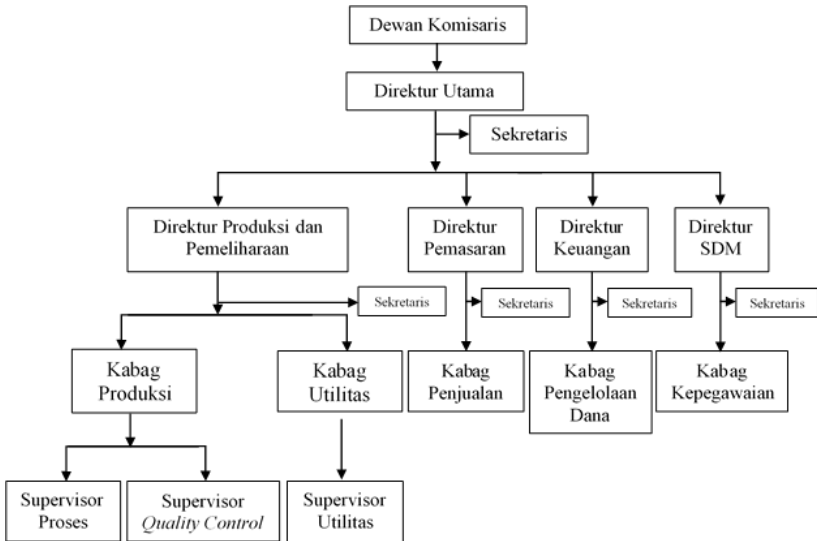 Dewan Komisaris
Direktur Utama
Sekretaris
Direktur Produksi dan
Pemeliharaan
Direktur
Pemasaran
Direktur
Keuangan
Direktur
SDM
Sekretaris
Sekretaris
Sekretaris
Sekretaris
Kabag
Produksi
Kabag
Utilitas
Kabag
Penjualan
Kabag
Pengelolaan
Dana
Kabag
Kepegawaian
Supervisor
Proses
Supervisor
Quality Control
Supervisor
Utilitas